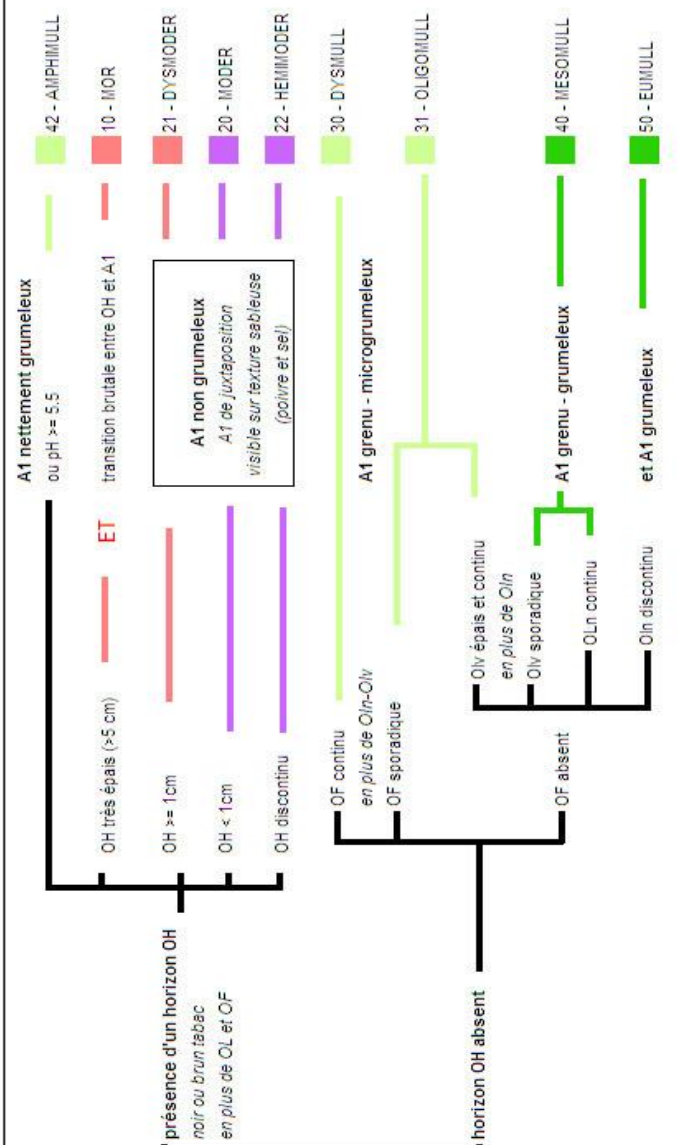 présence d'un horizon OH
noir ou brun tabac
en plus de OL et OF
A1 nettement grumeleux
ou pH >= 5.5
42 - AMPHIMULL
OH très épais (>5 cm)
ET
transition brutale entre OH et A1
10 - MOR
OH >= 1cm
21 - DYSMODER
OH < 1cm
20 - MODER
OH discontinu
22 - HEMIMODER
A1 non grumeleux
A1 de juxtaposition
visible sur texture sableuse
(poivre et sel)
horizon OH absent
OF continu
en plus de Oln-Olv
30 - DYSMULL
OF sporadique
A1 grenu - microgrumeleux
31 - OLIGOMULL
OF absent
Olv épais et continu
en plus de Oln
Olv sporadique
OLn continu
A1 grenu - grumeleux
40 - MESOMULL
Oln discontinu
et A1 grumeleux
50 - EUMULL